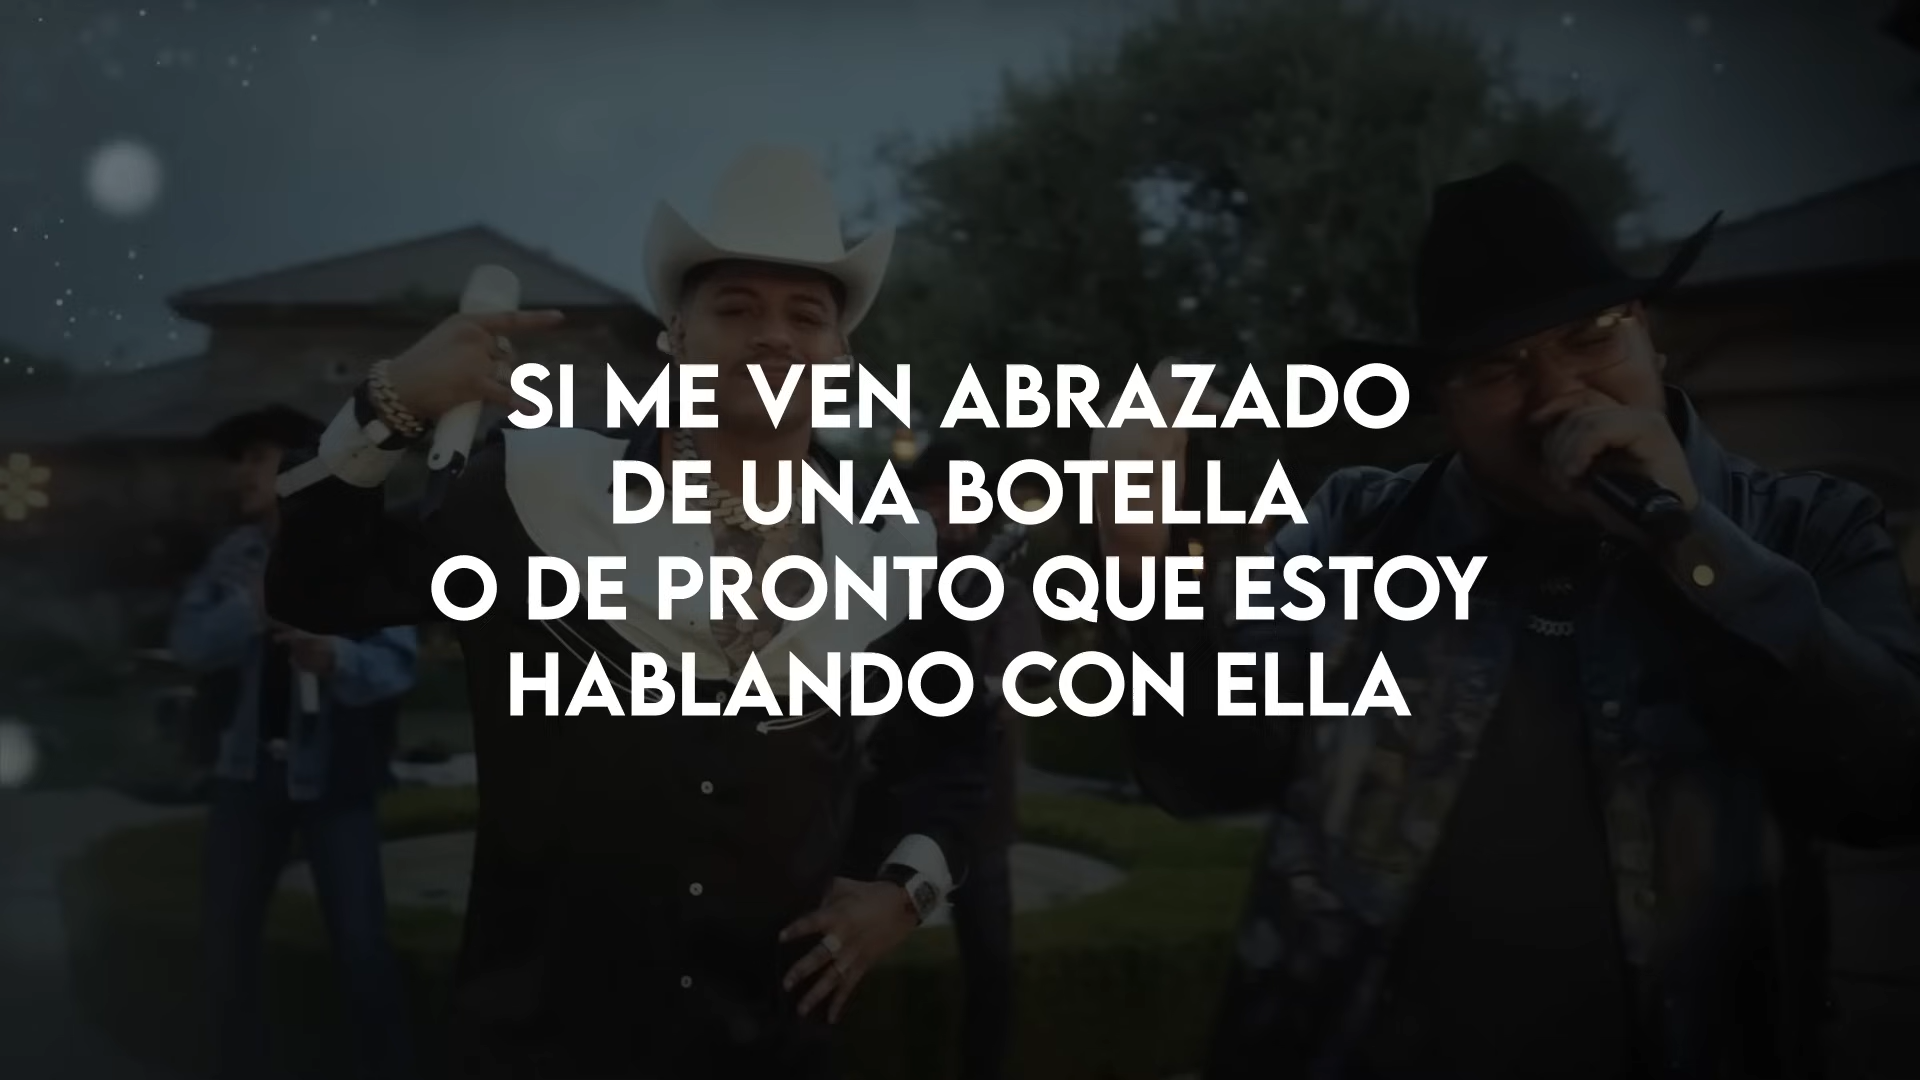 SI ME VEN ABRAZADO
DE UNA BOTELLA
O DE PRONTO QUE ESTOY
HABLANDO CON ELLA